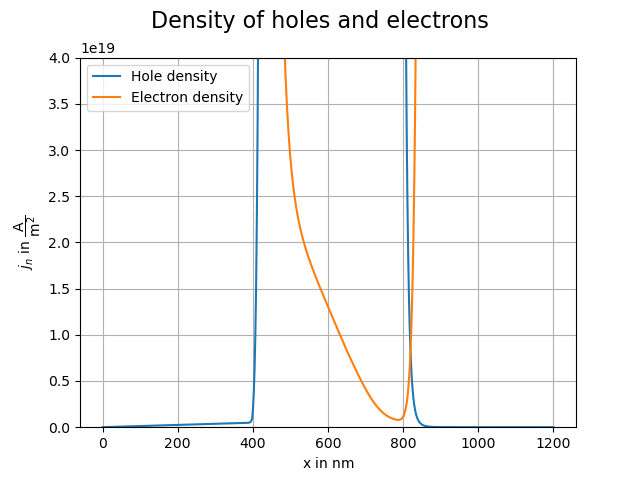 Density of holes and electrons
1e19
Hole density
Electron density
4.0
3.5
3.0
2.5
2.0
1.5
1.0
0.5
0.0
j_n in A/m^2
0 200 400 600 800 1000 1200
x in nm